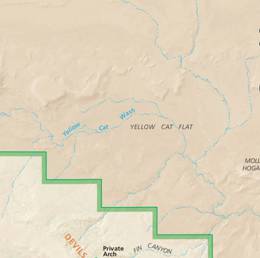 Yellow Cat Wash
YELLOW CAT FLAT
MOLL
HOGA
DEVILS
Private
Arch
FIN CANYON